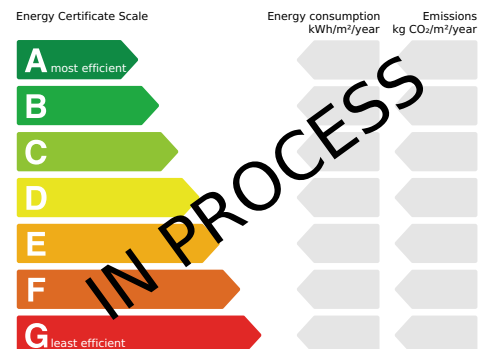 Energy Certificate Scale
Energy consumption
kWh/m²/year
Emissions
kg CO₂/m²/year
A most efficient
B
C
D
E
F
G least efficient
IN PROCESS